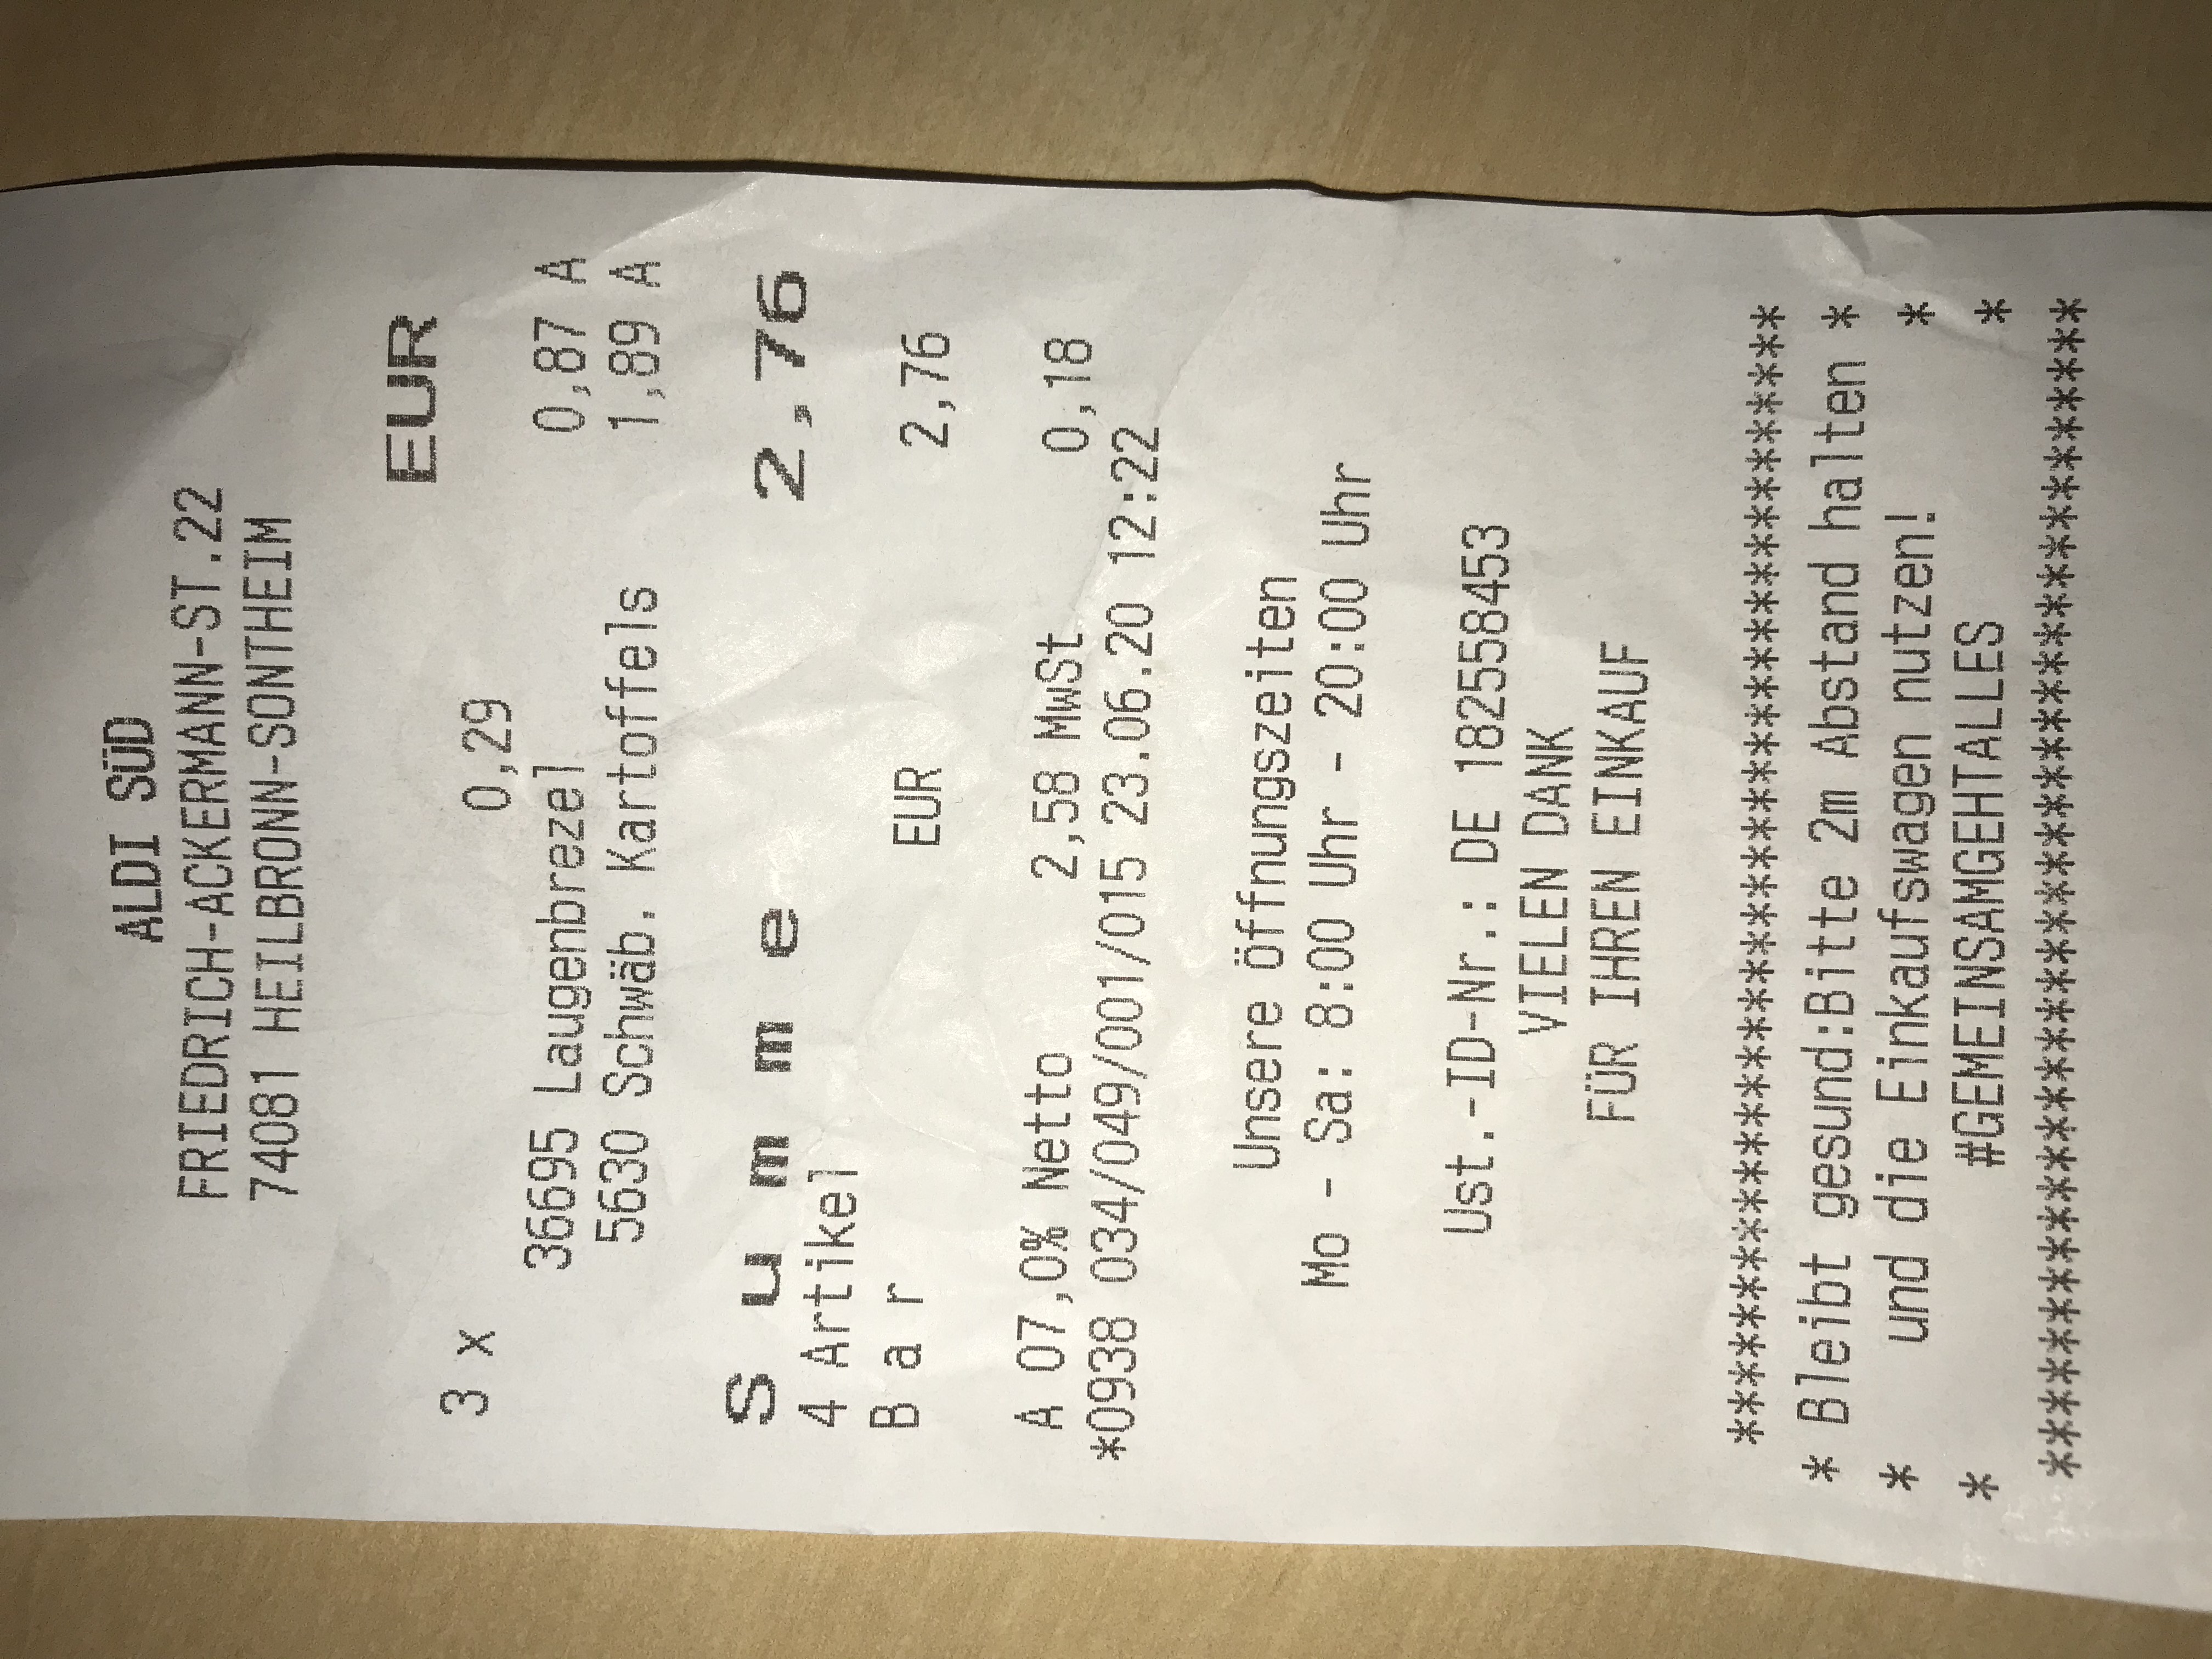 ALDI SÜD
FRIEDRICH-ACKERMANN-ST.22
74081 HEILBRONN-SONTHEIM
EUR
3 x 0,29
36695 Laugenbrezel 0,87 A
5630 Schwäb. Kartoffels 1,89 A
Summe 2,76
4 Artikel
Bar EUR 2,76
A 07,0% Netto 2,58 MwSt 0,18
*0938 034/049/001/015 23.06.20 12:22
Unsere Öffnungszeiten
Mo - Sa: 8:00 Uhr - 20:00 Uhr
Ust.-ID-Nr.: DE 182558453
VIELEN DANK
FÜR IHREN EINKAUF
****************************************
* Bleibt gesund:Bitte 2m Abstand halten *
* und die Einkaufswagen nutzen! *
* #GEMEINSAMGEHTALLES *
*****************************************